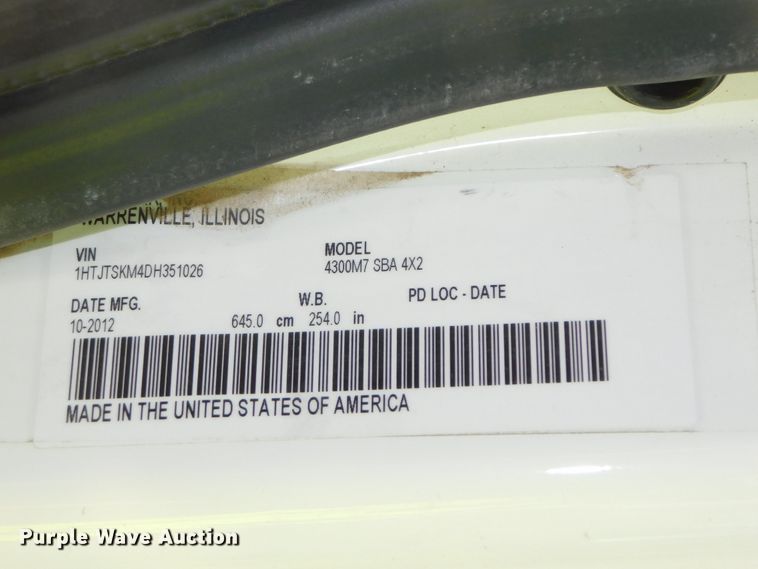 WARRENVILLE, ILLINOIS
VIN MODEL
1HTJTSKM4DH351026 4300M7 SBA 4X2
DATE MFG. W.B. PD LOC - DATE
10-2012 645.0 cm 254.0 in
MADE IN THE UNITED STATES OF AMERICA
Purple Wave Auction